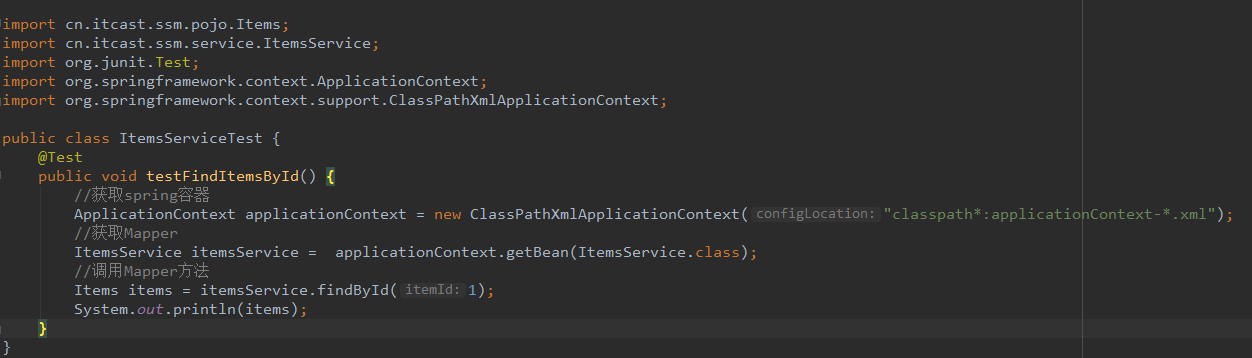 import cn.itcast.ssm.pojo.Items;
import cn.itcast.ssm.service.ItemsService;
import org.junit.Test;
import org.springframework.context.ApplicationContext;
import org.springframework.context.support.ClassPathXmlApplicationContext;
public class ItemsServiceTest {
@Test
public void testFindItemsById() {
//获取spring容器
ApplicationContext applicationContext = new ClassPathXmlApplicationContext( configLocation: "classpath*:applicationContext-*.xml");
//获取Mapper
ItemsService itemsService =  applicationContext.getBean(ItemsService.class);
//调用Mapper方法
Items items = itemsService.findById( itemId: 1);
System.out.println(items);
}
}